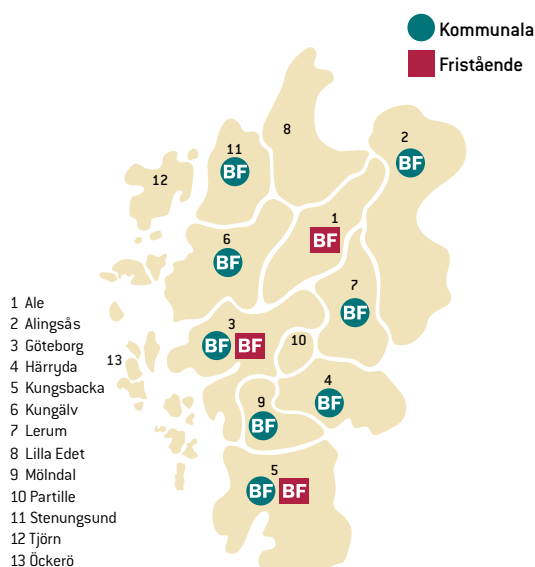 Kommunala
Fristående
8
2
BF
11
BF
12
1
BF
6
BF
7
BF
3
BF BF
10
13
4
BF
9
BF
5
BF BF
1 Ale
2 Alingsås
3 Göteborg
4 Härryda
5 Kungsbacka
6 Kungälv
7 Lerum
8 Lilla Edet
9 Mölndal
10 Partille
11 Stenungsund
12 Tjörn
13 Öckerö